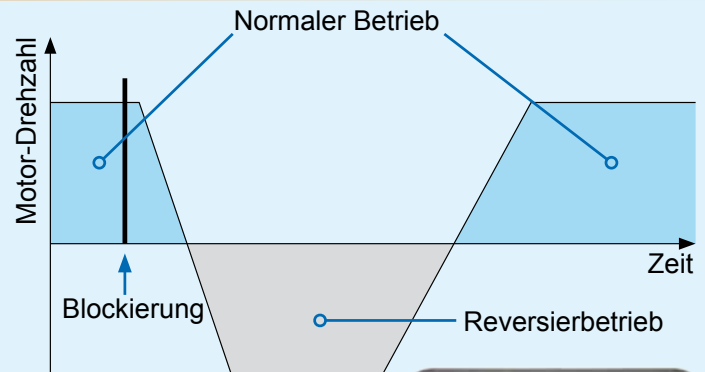 Normaler Betrieb
Motor-Drehzahl
Zeit
Blockierung
Reversierbetrieb